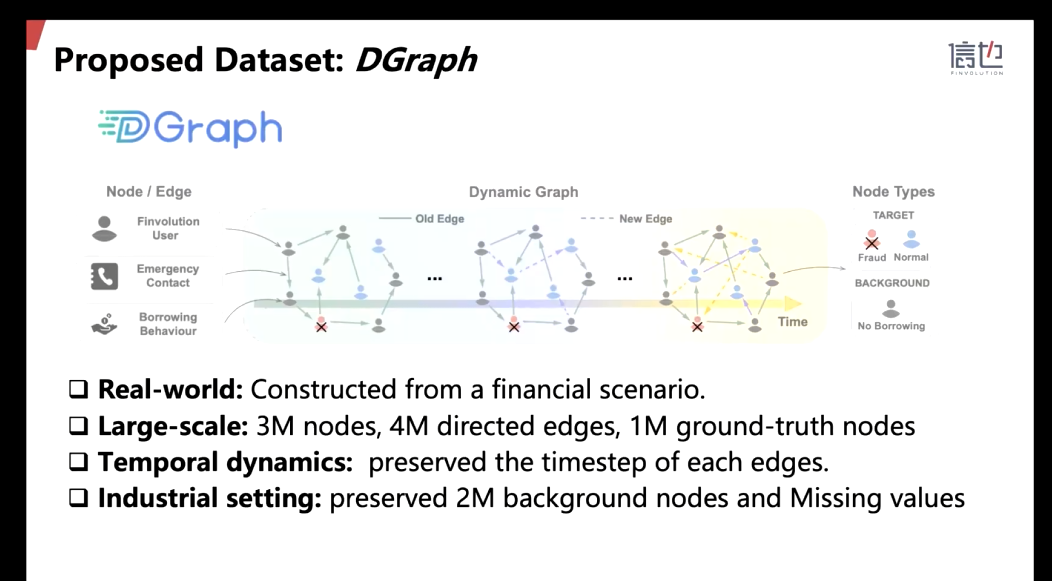 Proposed Dataset: DGraph
信也
FINVOLUTION
DGraph
Node / Edge
Dynamic Graph
Node Types
Finvolution
User
Emergency
Contact
Borrowing
Behaviour
Old Edge
New Edge
...
...
Time
TARGET
Fraud Normal
BACKGROUND
No Borrowing
❑ Real-world: Constructed from a financial scenario.
❑ Large-scale: 3M nodes, 4M directed edges, 1M ground-truth nodes
❑ Temporal dynamics: preserved the timestep of each edges.
❑ Industrial setting: preserved 2M background nodes and Missing values